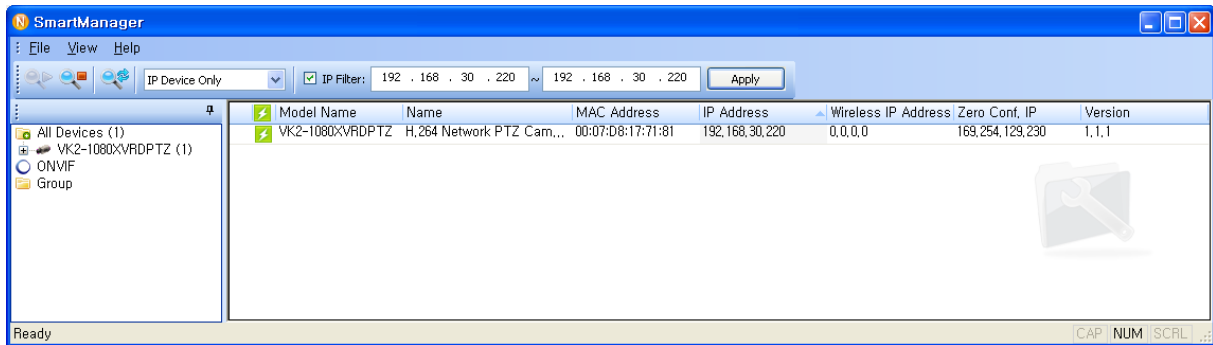 SmartManager
File View Help
IP Device Only IP Filter: 192 . 168 . 30 . 220 ~ 192 . 168 . 30 . 220 Apply
Model Name Name MAC Address IP Address Wireless IP Address Zero Conf, IP Version
All Devices (1) VK2-1080XVRDPTZ H,264 Network PTZ Cam,,, 00:07:D8:17:71:81 192,168,30,220 0,0,0,0 169,254,129,230 1,1,1
VK2-1080XVRDPTZ (1)
ONVIF
Group
Ready CAP NUM SCRL